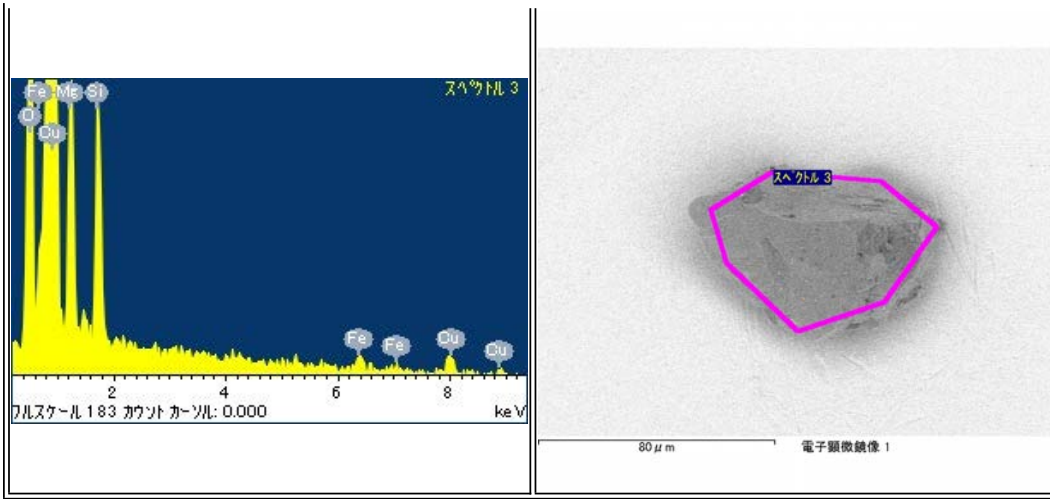 スペクトル 3
Fe Mg Si
O
Cu
Fe Fe Cu Cu
2 4 6 8
フルスケール 183 カウント カーソル: 0.000 keV
スペクトル 3
80μm 電子顕微鏡像 1